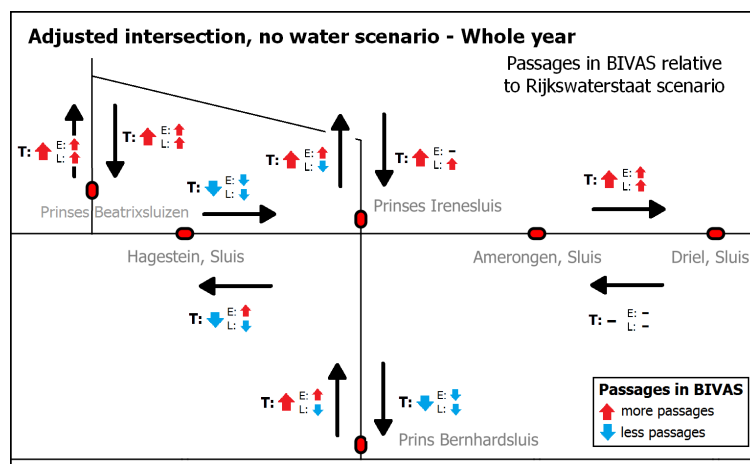 Adjusted intersection, no water scenario - Whole year
Passages in BIVAS relative
to Rijkswaterstaat scenario
T: E:
L:
T: E:
L:
T: E:
L:
T: E: -
L:
T: E:
L:
T: E:
L:
Prinses Beatrixsluizen
Prinses Irenesluis
Hagestein, Sluis
Amerongen, Sluis
Driel, Sluis
T: E:
L:
T: - E: -
L: -
T: E:
L:
T: E:
L:
Prins Bernhardsluis
Passages in BIVAS
more passages
less passages